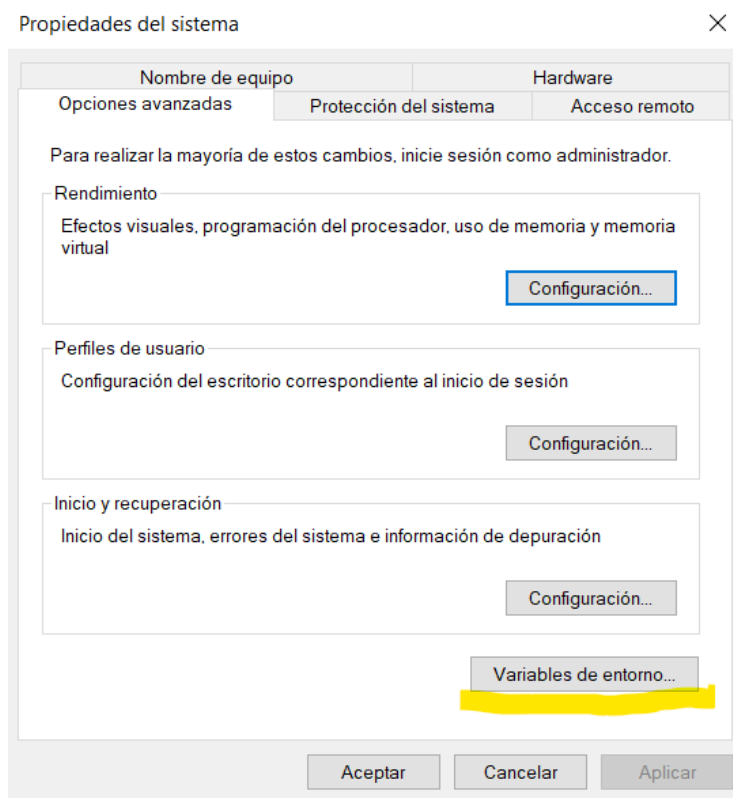 Propiedades del sistema
Nombre de equipo
Hardware
Opciones avanzadas
Protección del sistema
Acceso remoto
Para realizar la mayoría de estos cambios, inicie sesión como administrador.
Rendimiento
Efectos visuales, programación del procesador, uso de memoria y memoria
virtual
Configuración...
Perfiles de usuario
Configuración del escritorio correspondiente al inicio de sesión
Configuración...
Inicio y recuperación
Inicio del sistema, errores del sistema e información de depuración
Configuración...
Variables de entorno...
Aceptar
Cancelar
Aplicar